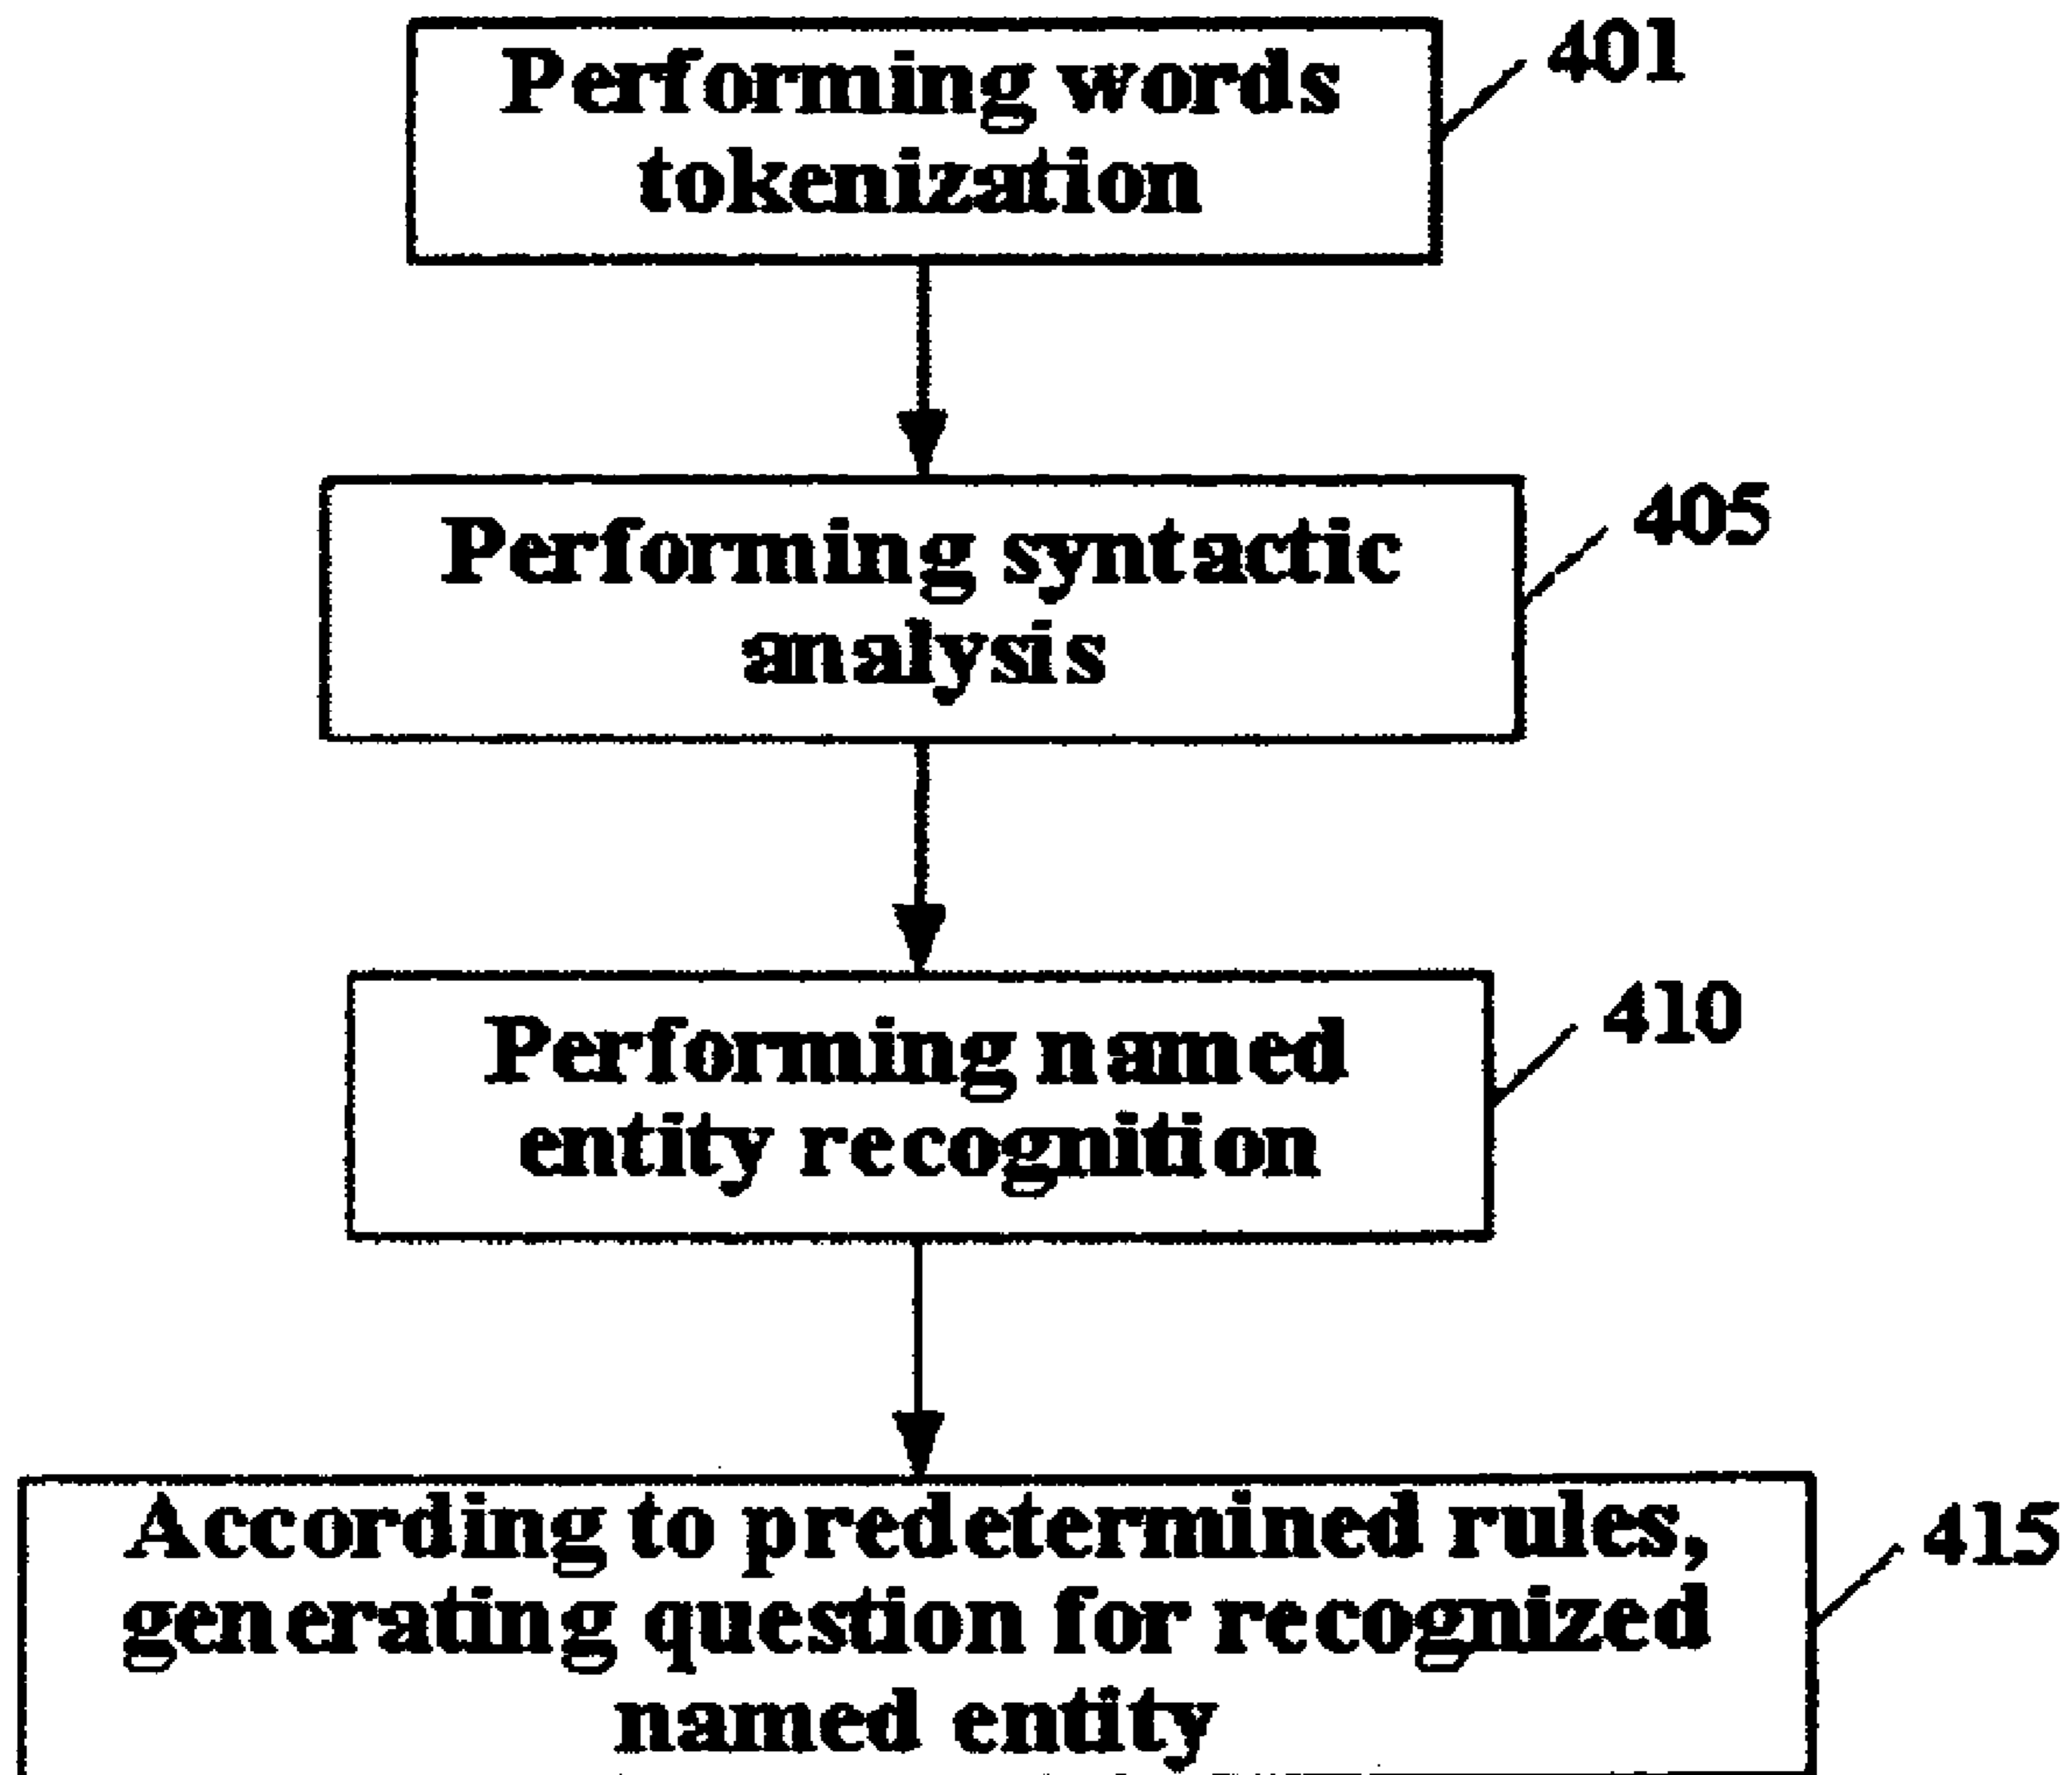 Performing words
tokenization
401
Performing syntactic
analysis
405
Performing named
entity recognition
410
According to predetermined rules,
generating question for recognized
named entity
415